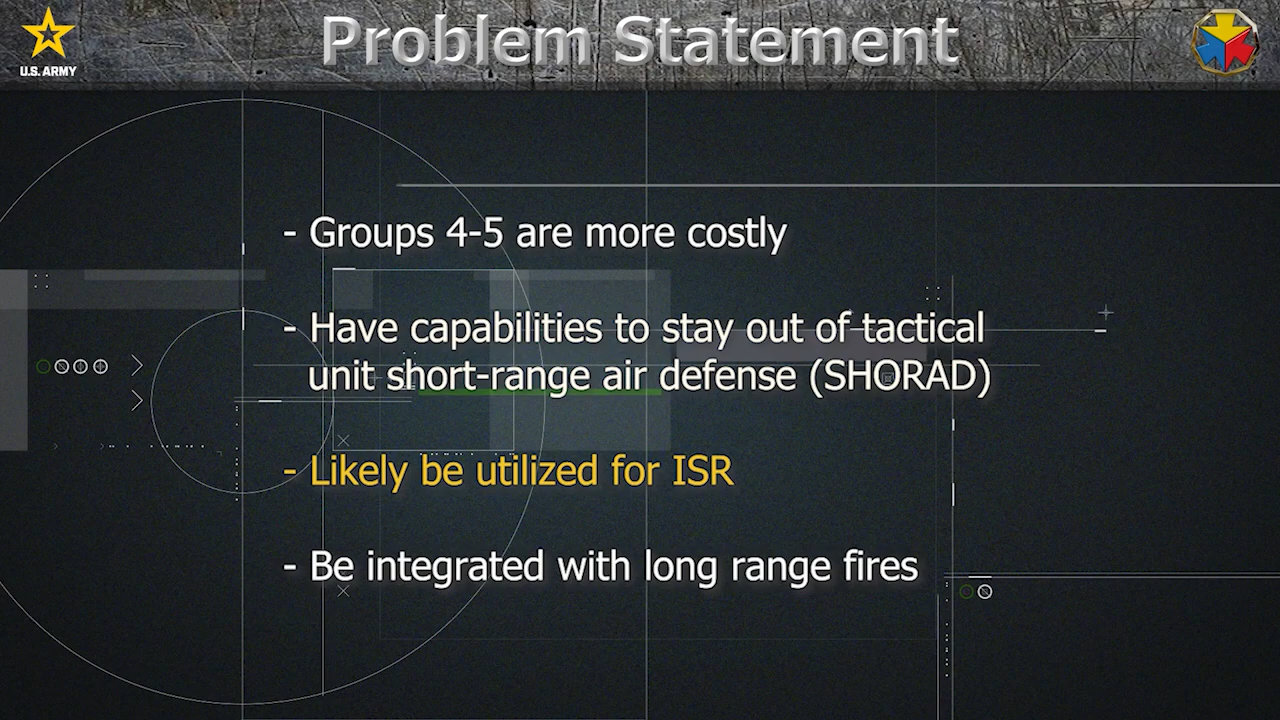 Problem Statement
U.S. ARMY
- Groups 4-5 are more costly
- Have capabilities to stay out of tactical
unit short-range air defense (SHORAD)
- Likely be utilized for ISR
- Be integrated with long range fires